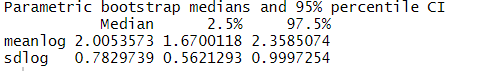 Parametric bootstrap medians and 95% percentile CI
Median 2.5% 97.5%
meanlog 2.0053573 1.6700118 2.3585074
sdlog 0.7829739 0.5621293 0.9997254